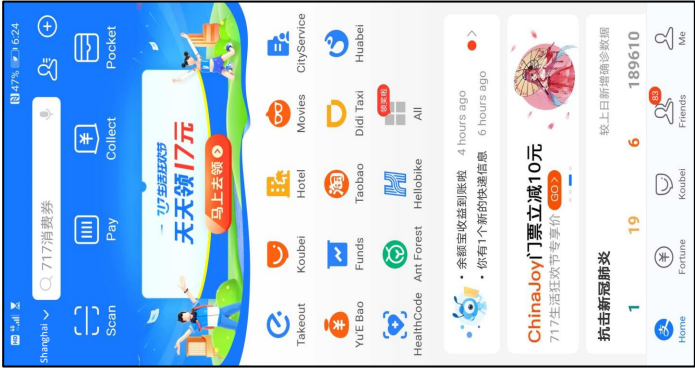 HD 47% 6:24
Shanghai 717消费券
Scan Pay Collect Pocket
717生活狂欢节
天天领17元
马上去领
Takeout Koubei Hotel Movies CityService
Yu'E Bao Funds Taobao Didi Taxi Huabei
领奖啦
HealthCode Ant Forest Hellobike All
· 余额宝收益到账啦 4 hours ago
· 你有1个新的快递信息 6 hours ago
ChinaJoy门票立减10元
717生活狂欢节专享价 GO>
抗击新冠肺炎 较上日新增确诊数据
1 19 6 189610
83
Home Fortune Koubei Friends Me